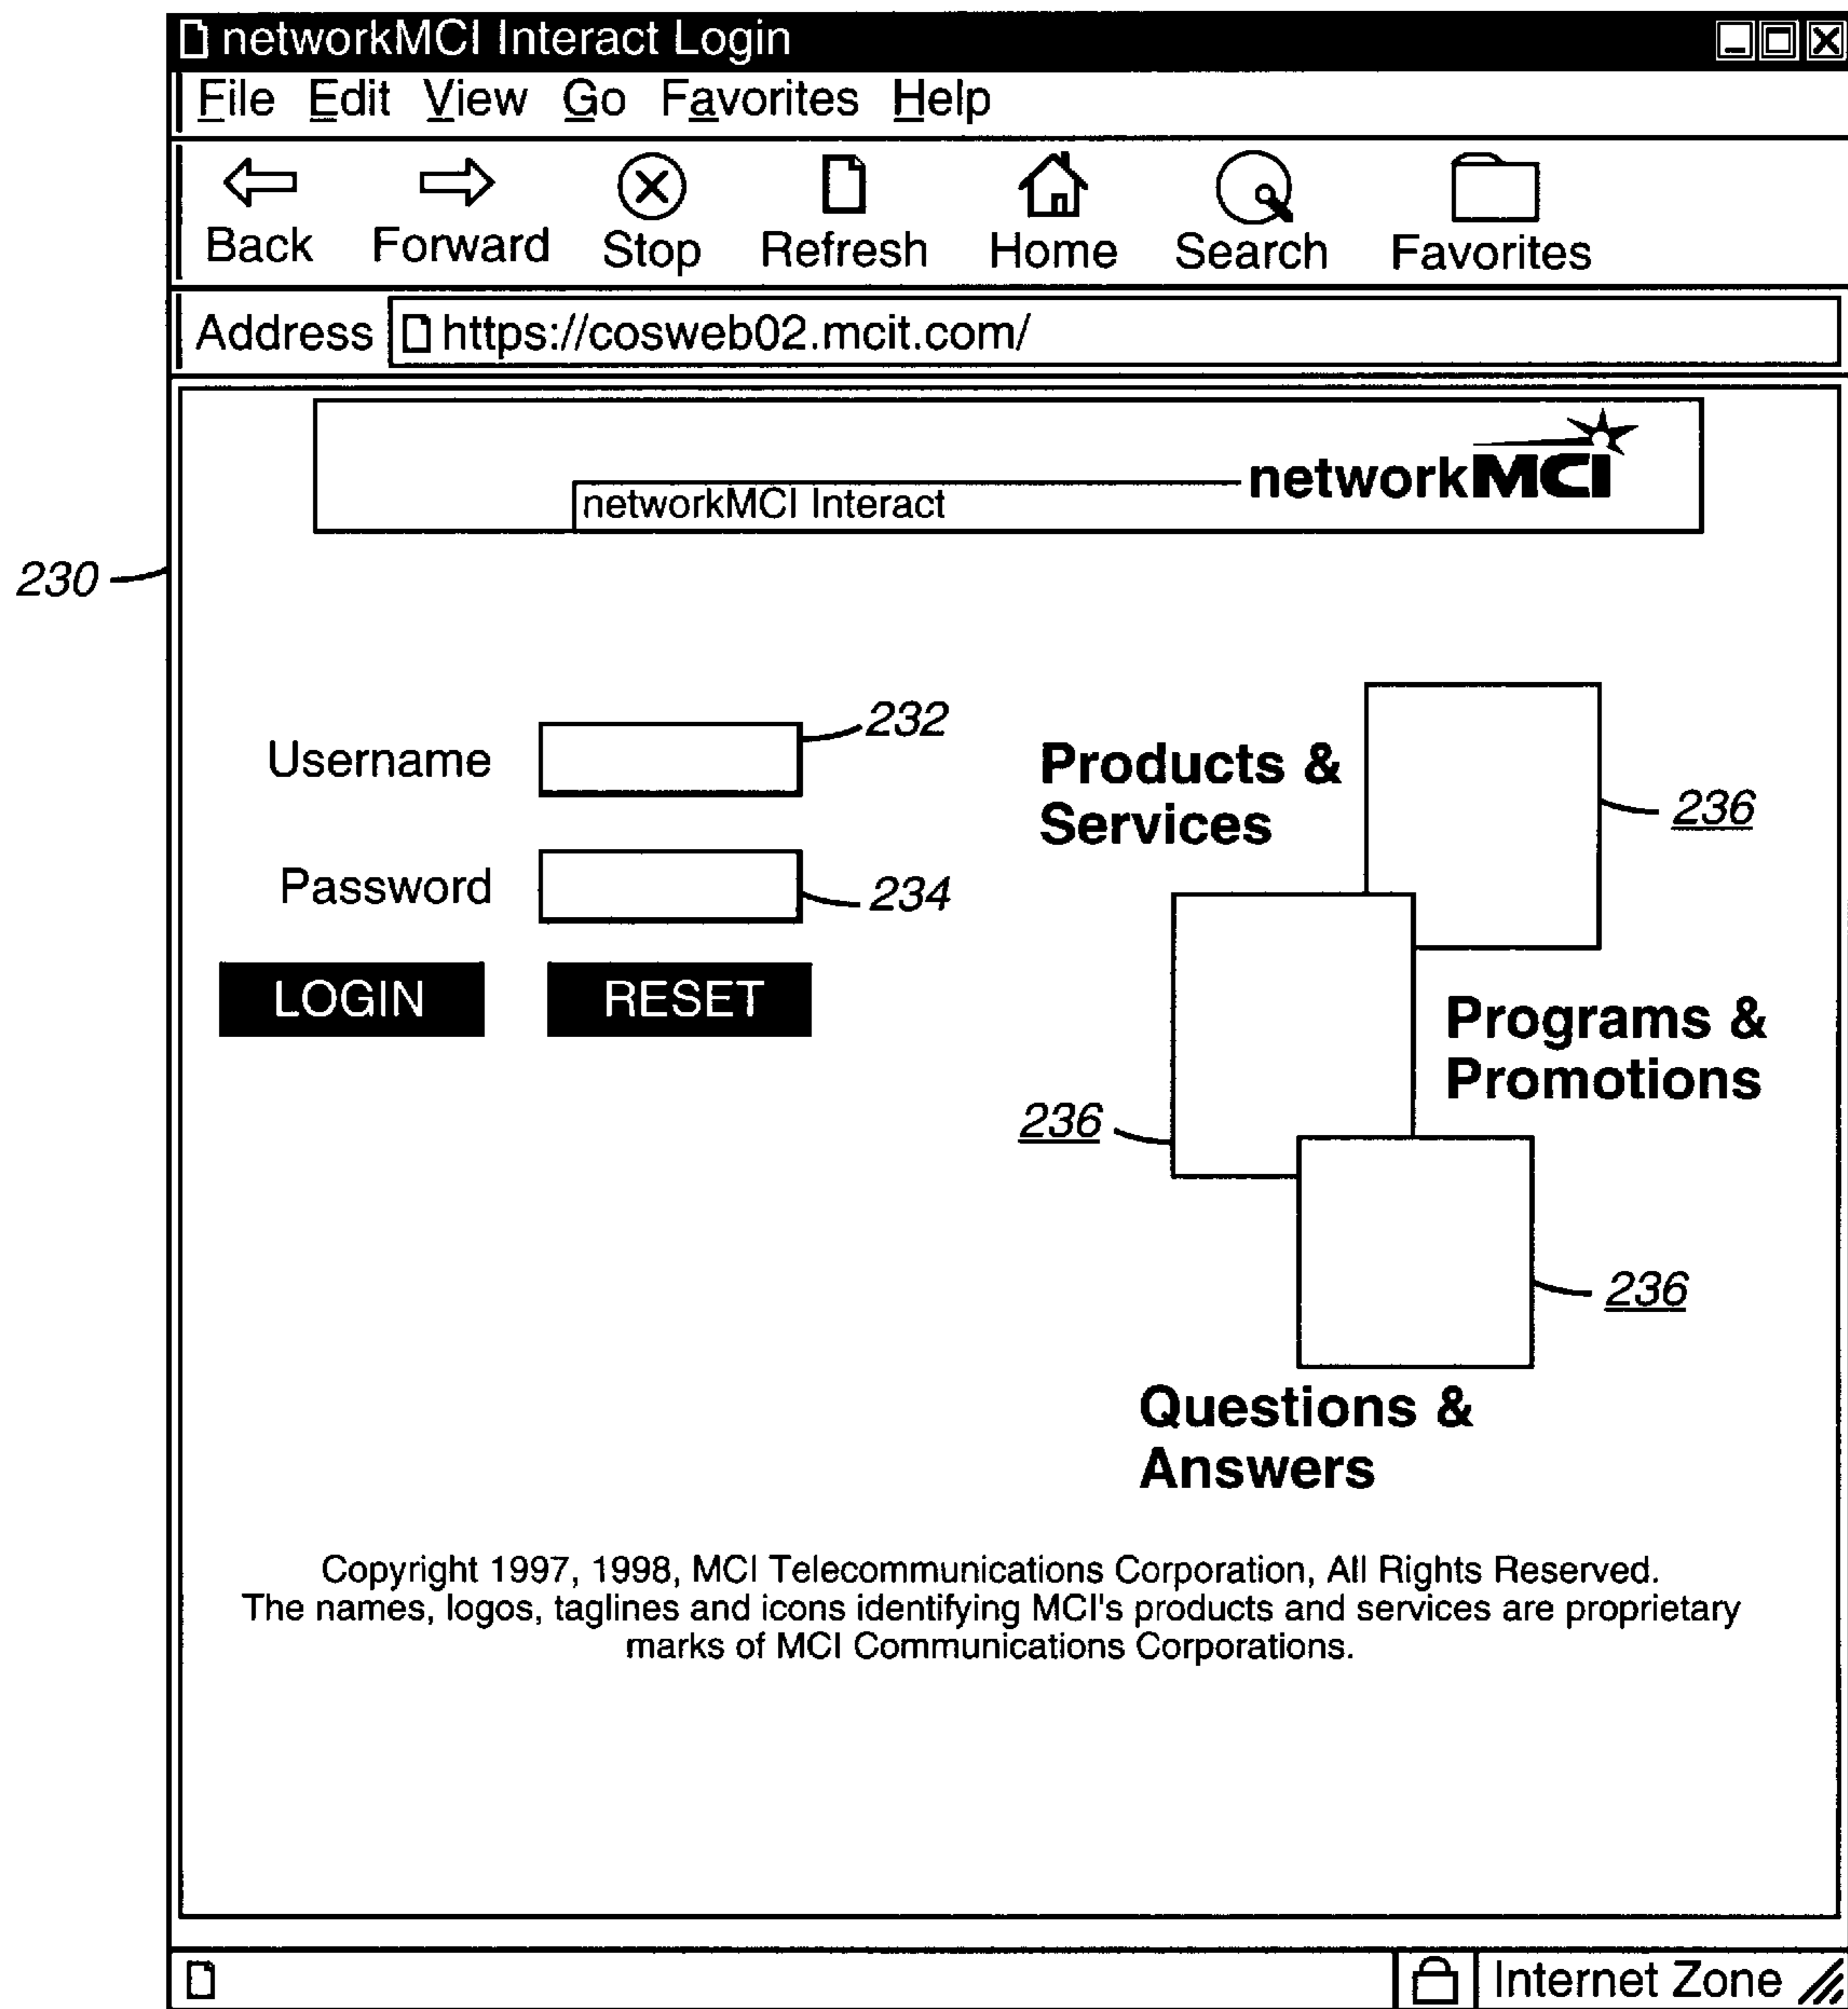 networkMCI Interact Login
File Edit View Go Favorites Help
Back Forward Stop Refresh Home Search Favorites
Address https://cosweb02.mcit.com/
networkMCI
networkMCI Interact
230
Username 232
Password 234
LOGIN RESET
Products &
Services
236
Programs &
Promotions
236
236
Questions &
Answers
Copyright 1997, 1998, MCI Telecommunications Corporation, All Rights Reserved.
The names, logos, taglines and icons identifying MCI's products and services are proprietary
marks of MCI Communications Corporations.
Internet Zone